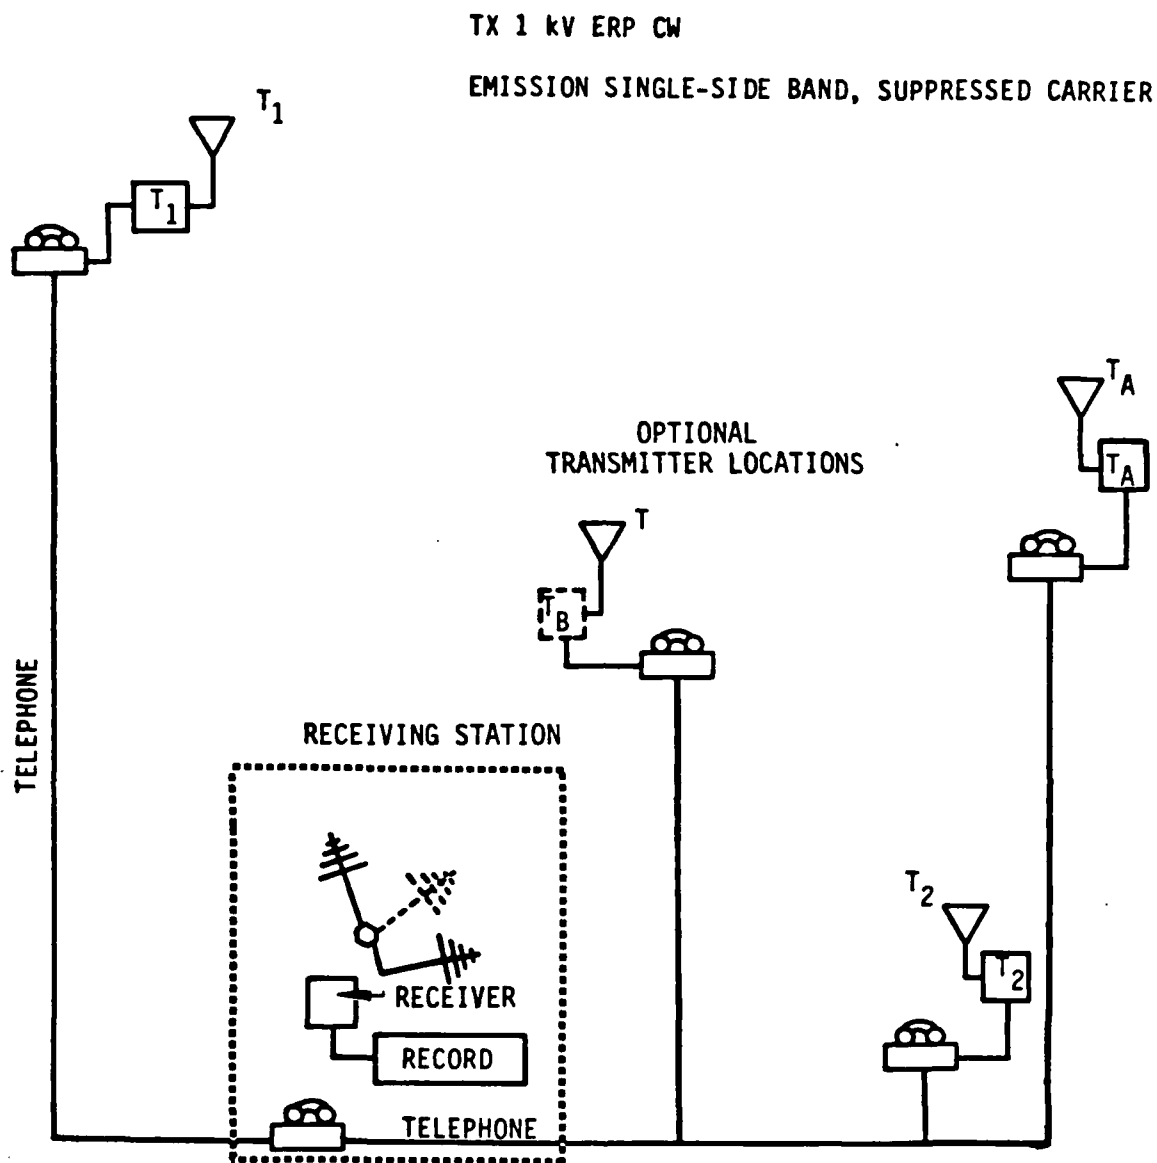 TX 1 kV ERP CW
EMISSION SINGLE-SIDE BAND, SUPPRESSED CARRIER
T1
T1
TA
TA
OPTIONAL
TRANSMITTER LOCATIONS
T
TB
TELEPHONE
RECEIVING STATION
T2
T2
RECEIVER
RECORD
TELEPHONE